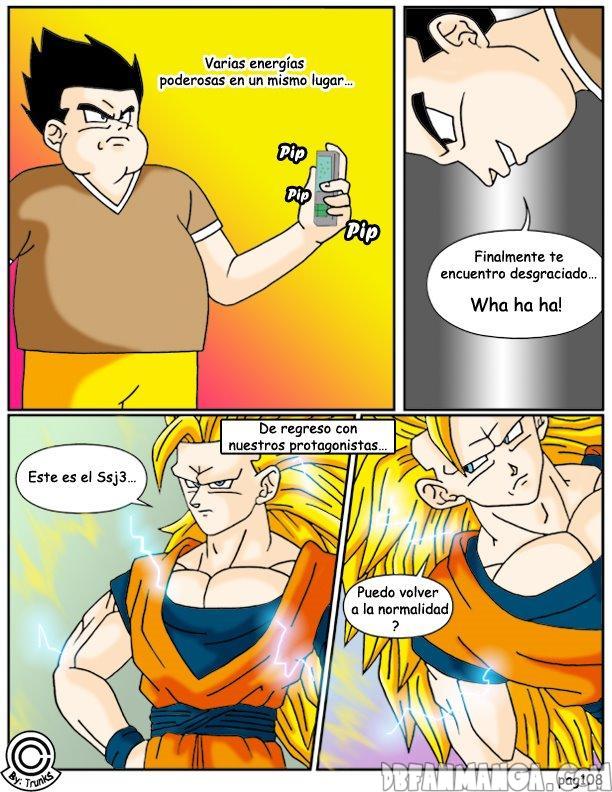 Varias energías
poderosas en un mismo lugar...
Pip
Pip
Pip
Finalmente te
encuentro desgraciado...
Wha ha ha!
De regreso con
nuestros protagonistas...
Este es el Ssj3...
Puedo volver
a la normalidad
?
C
By: Trunks
DBFANMANGA.COM
pag108